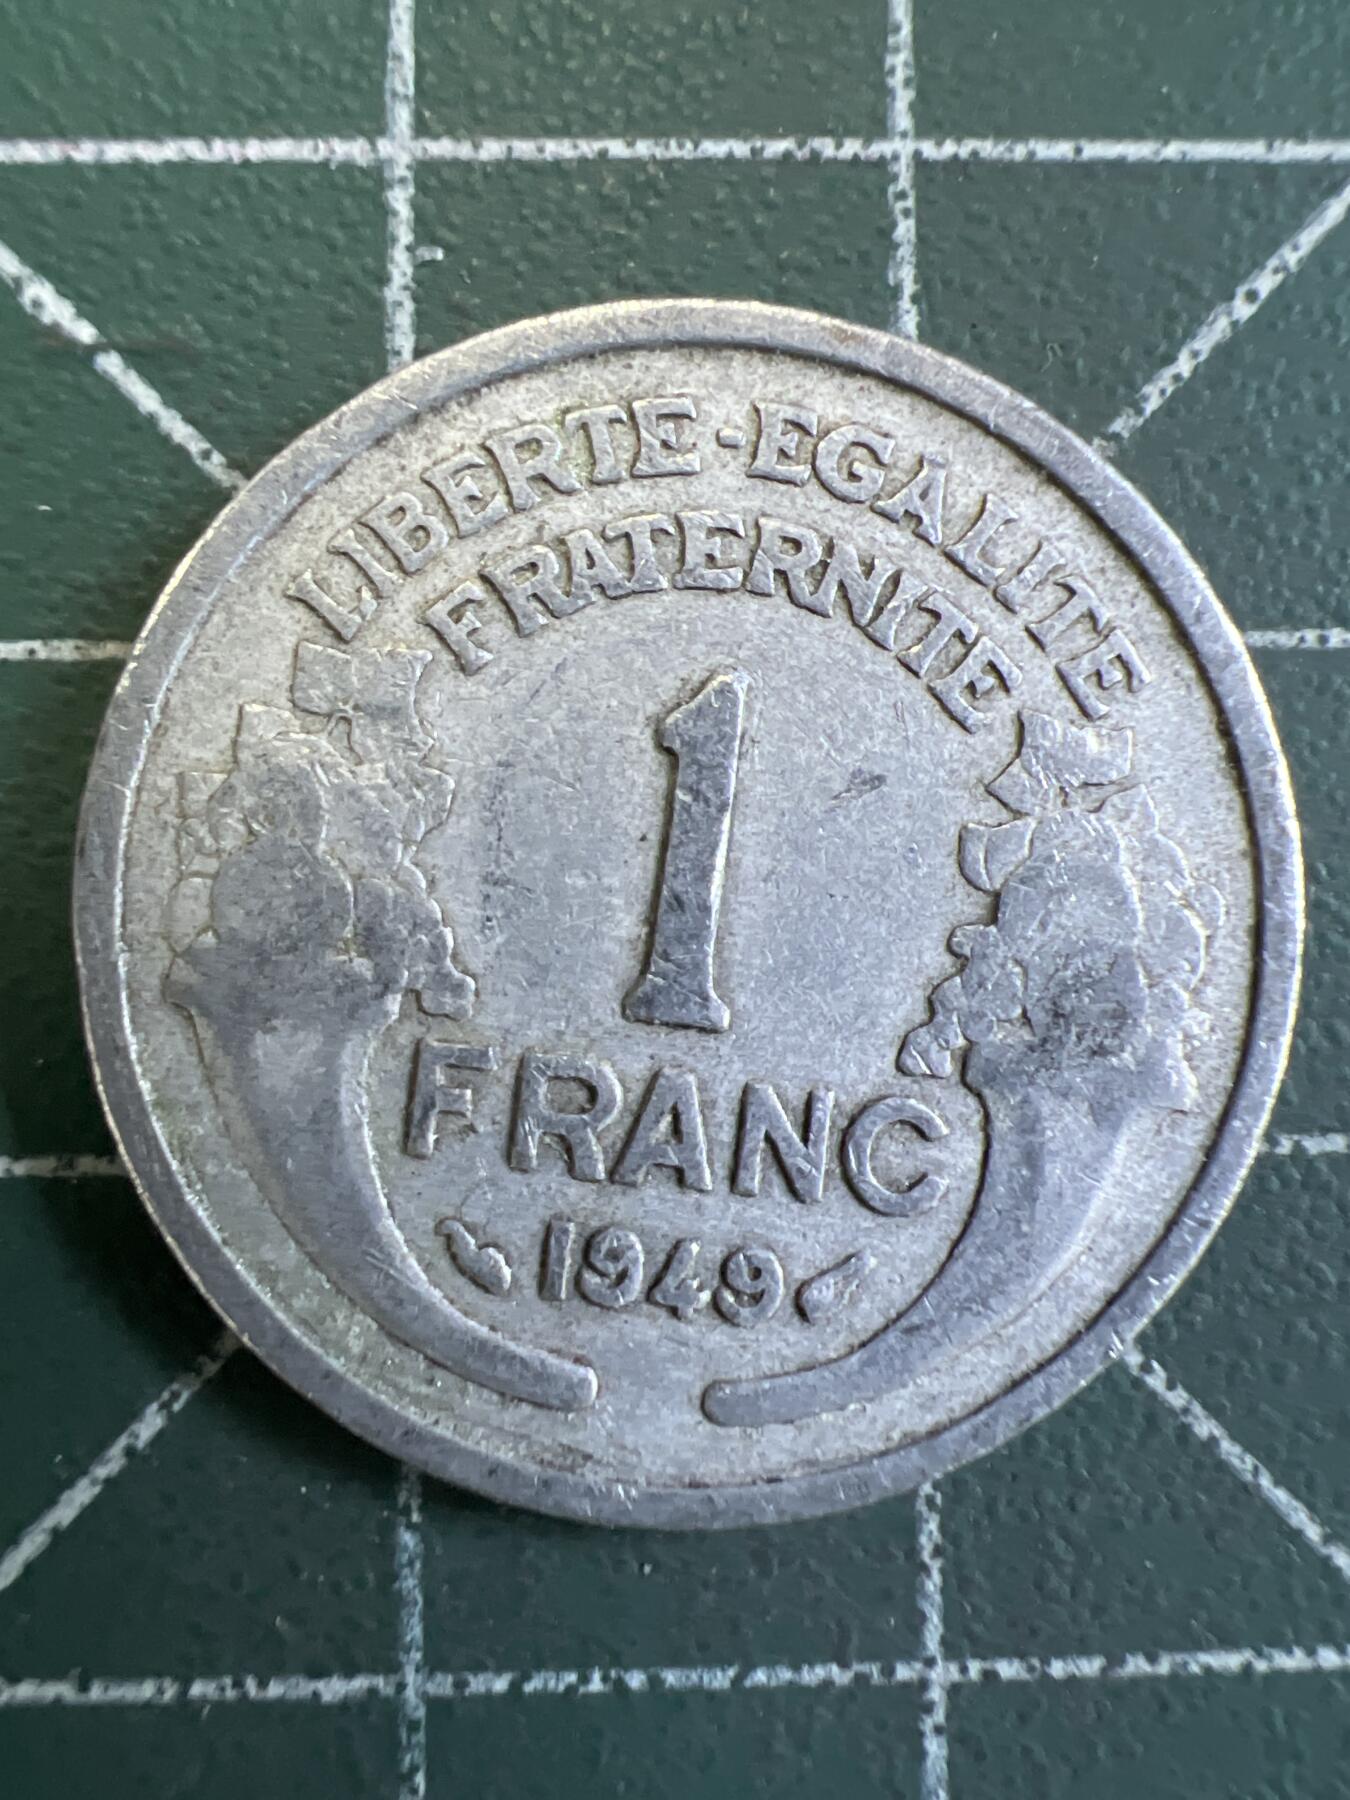 LIBERTE-EGALITE
FRATERNITE
1
FRANC
1949